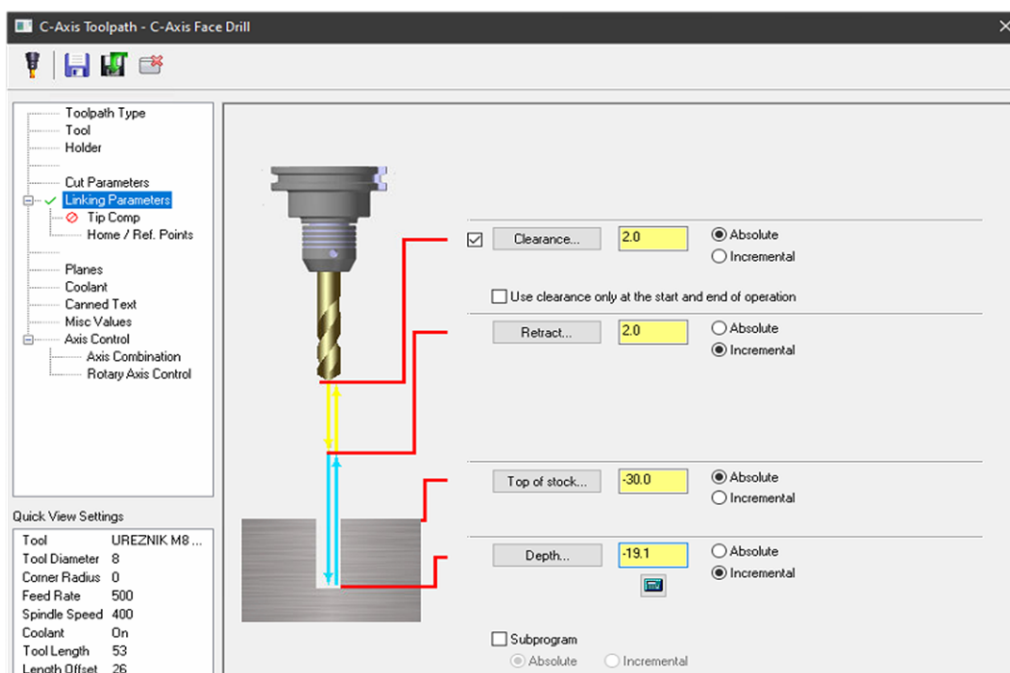 C-Axis Toolpath - C-Axis Face Drill
Toolpath Type
Tool
Holder
Cut Parameters
Linking Parameters
Tip Comp
Home / Ref. Points
Planes
Coolant
Canned Text
Misc Values
Axis Control
Axis Combination
Rotary Axis Control
Quick View Settings
Tool UREZNIK M8 ...
Tool Diameter 8
Corner Radius 0
Feed Rate 500
Spindle Speed 400
Coolant On
Tool Length 53
Length Offset 26
Clearance... 2.0 Absolute
Incremental
Use clearance only at the start and end of operation
Retract... 2.0 Absolute
Incremental
Top of stock... -30.0 Absolute
Incremental
Depth... -19.1 Absolute
Incremental
Subprogram
Absolute Incremental